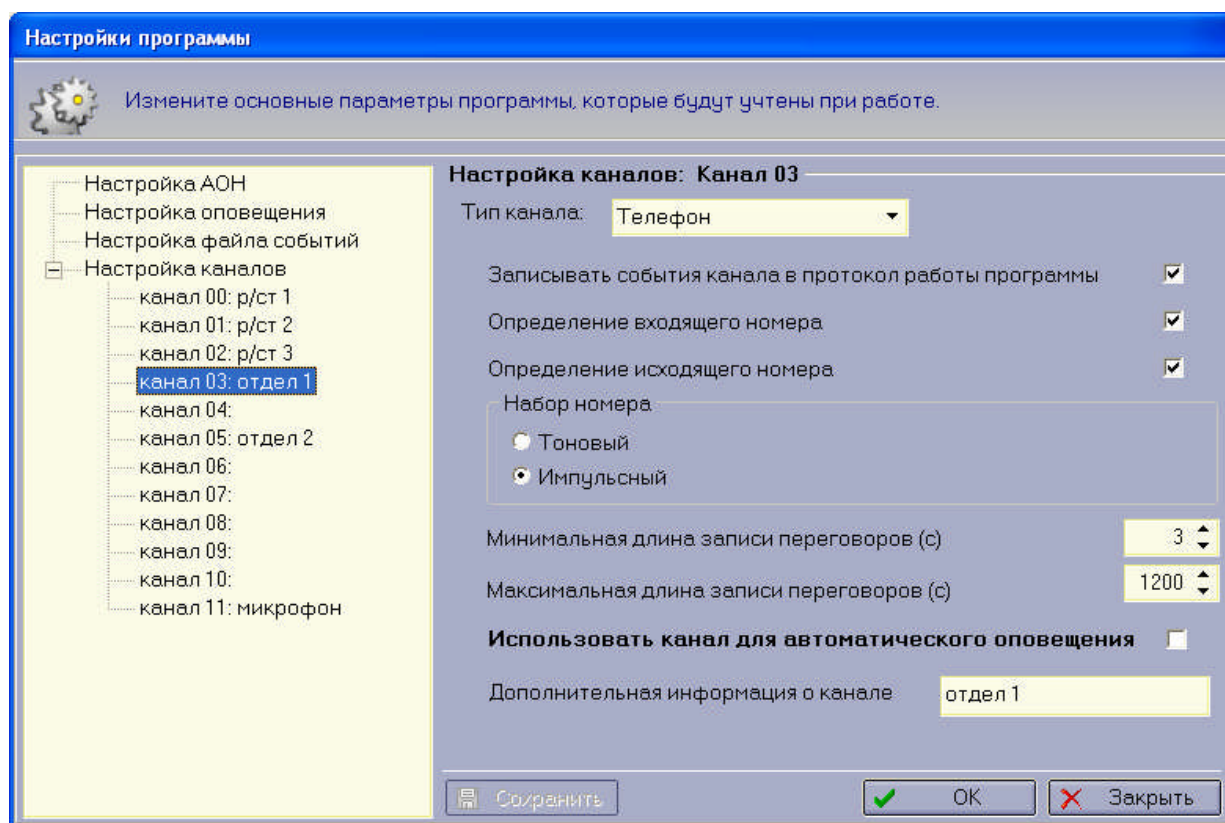 Настройки программы
Измените основные параметры программы, которые будут учтены при работе.
Настройка АОН
Настройка оповещения
Настройка файла событий
Настройка каналов
канал 00: р/ст 1
канал 01: р/ст 2
канал 02: р/ст 3
канал 03: отдел 1
канал 04:
канал 05: отдел 2
канал 06:
канал 07:
канал 08:
канал 09:
канал 10:
канал 11: микрофон
Настройка каналов: Канал 03
Тип канала: Телефон
Записывать события канала в протокол работы программы
Определение входящего номера
Определение исходящего номера
Набор номера
Тоновый
Импульсный
Минимальная длина записи переговоров (с) 3
Максимальная длина записи переговоров (с) 1200
Использовать канал для автоматического оповещения
Дополнительная информация о канале отдел 1
Сохранить OK Закрыть